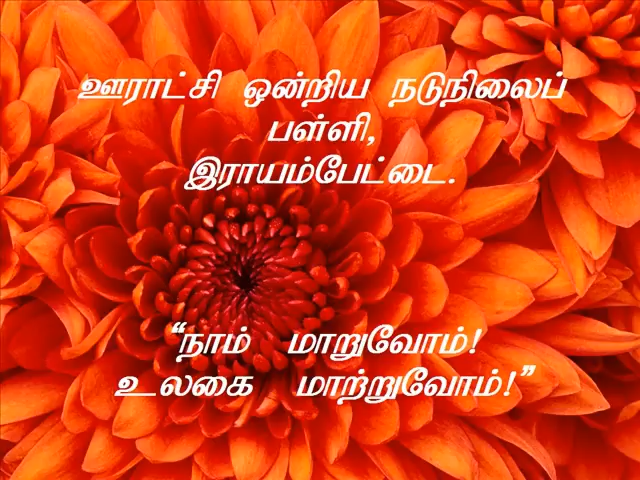 ஊராட்சி ஒன்றிய நடுநிலைப்
பள்ளி,
இராயம்பேட்டை.
“நாம் மாறுவோம்!
உலகை மாற்றுவோம்!”